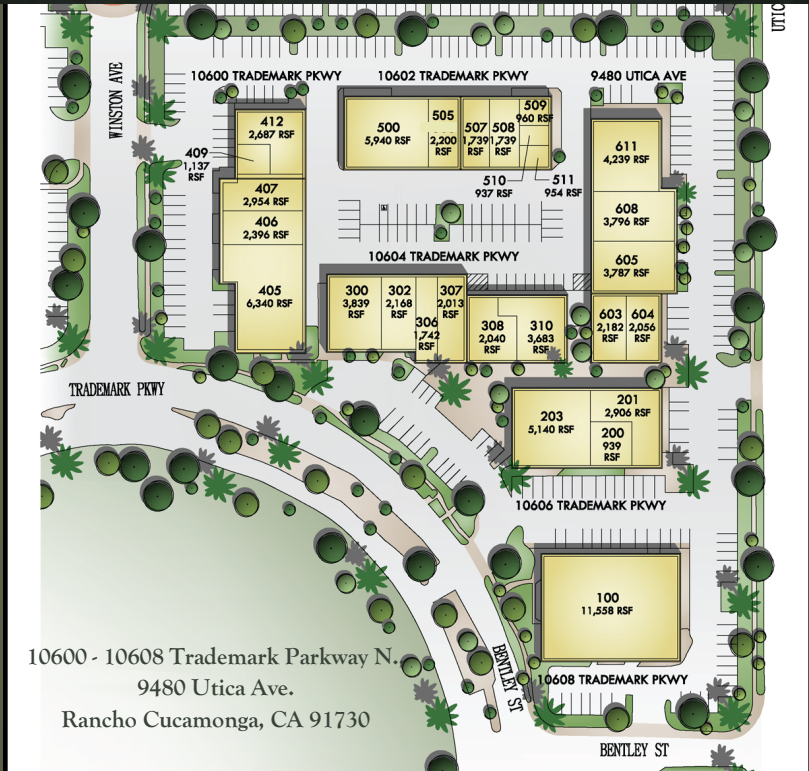 UTIC
WINSTON AVE
10600 TRADEMARK PKWY
10602 TRADEMARK PKWY
9480 UTICA AVE
412
2,687 RSF
409
1,137
RSF
407
2,954 RSF
406
2,396 RSF
405
6,340 RSF
500
5,940 RSF
505
2,200
RSF
507
1,739
RSF
508
1,739
RSF
509
960 RSF
510
937 RSF
511
954 RSF
611
4,239 RSF
608
3,796 RSF
605
3,787 RSF
603
2,182
RSF
604
2,056
RSF
10604 TRADEMARK PKWY
300
3,839
RSF
302
2,168
RSF
306
1,742
RSF
307
2,013
RSF
308
2,040
RSF
310
3,683
RSF
TRADEMARK PKWY
203
5,140 RSF
201
2,906 RSF
200
939
RSF
10606 TRADEMARK PKWY
100
11,558 RSF
10608 TRADEMARK PKWY
BENTLEY ST
BENTLEY ST
10600 - 10608 Trademark Parkway N..
9480 Utica Ave.
Rancho Cucamonga, CA 91730